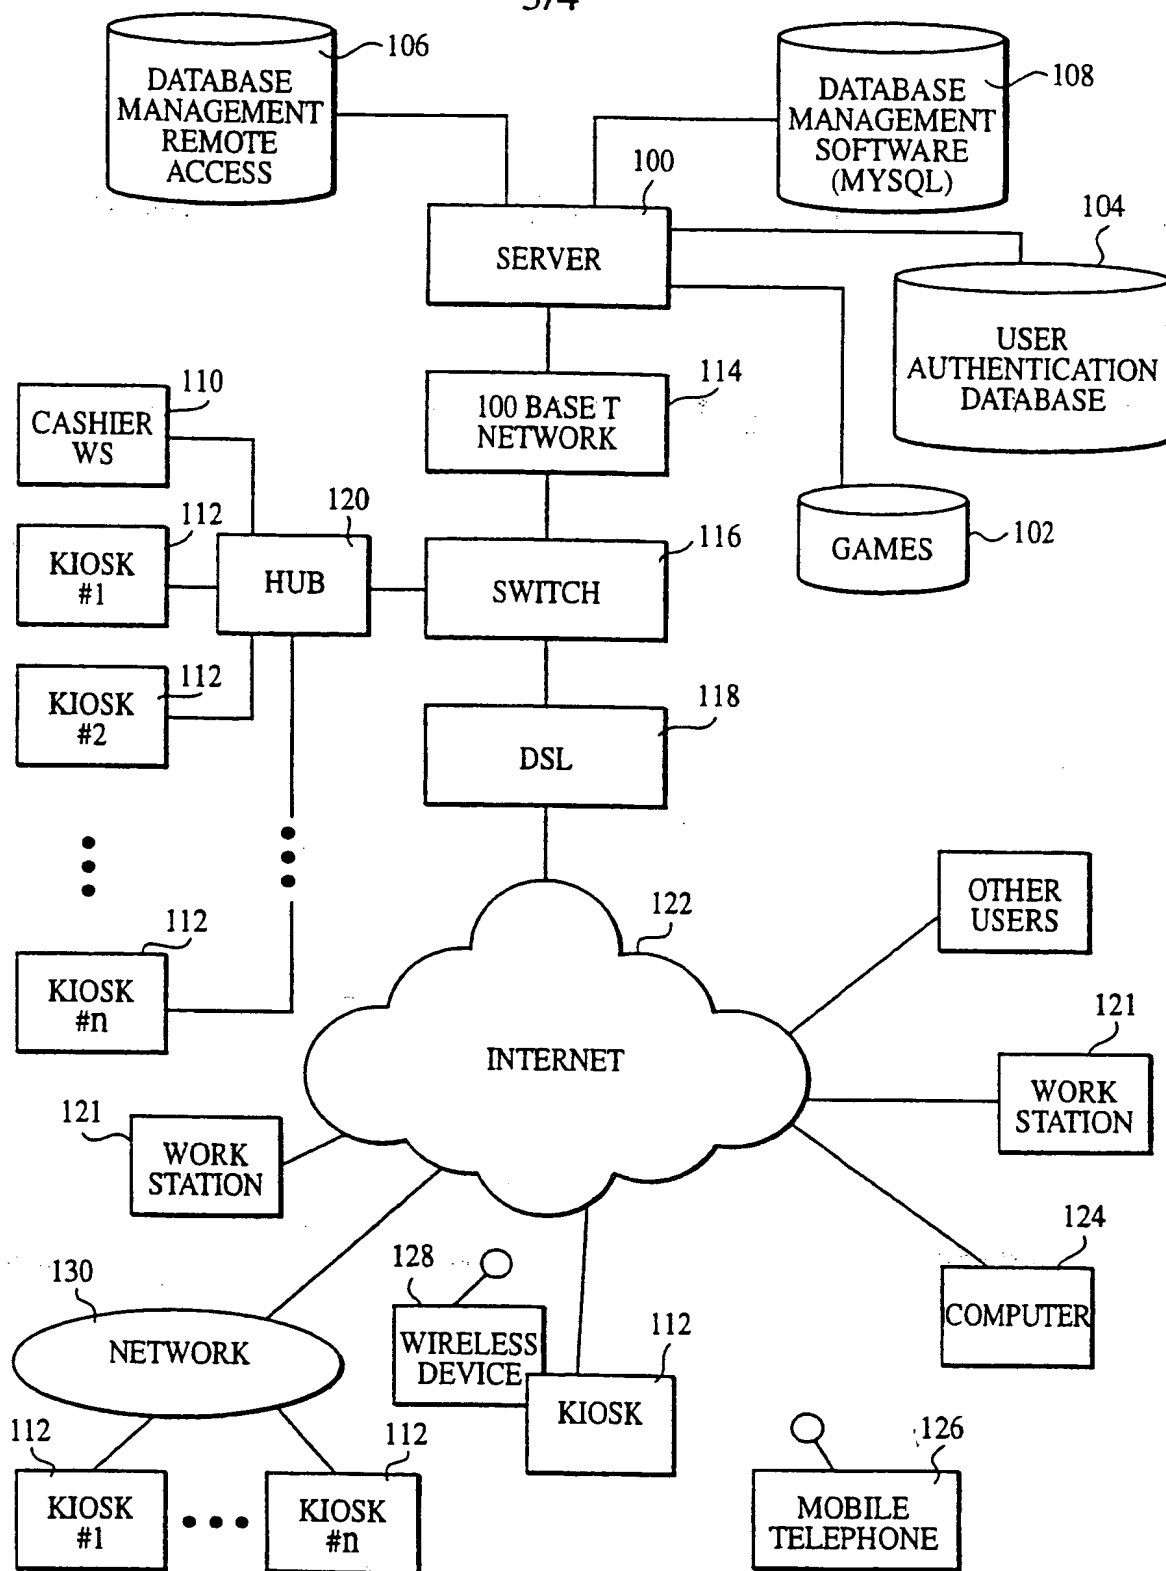 3/4
106
DATABASE
MANAGEMENT
REMOTE
ACCESS
DATABASE
MANAGEMENT
SOFTWARE
(MYSQL)
108
100
SERVER
104
USER
AUTHENTICATION
DATABASE
110
CASHIER
WS
100 BASE T
NETWORK
114
GAMES
102
112
KIOSK
#1
120
HUB
116
SWITCH
112
KIOSK
#2
118
DSL
112
KIOSK
#n
122
INTERNET
OTHER
USERS
121
WORK
STATION
121
WORK
STATION
124
COMPUTER
130
NETWORK
128
WIRELESS
DEVICE
112
KIOSK
112
KIOSK
#1
112
KIOSK
#n
126
MOBILE
TELEPHONE